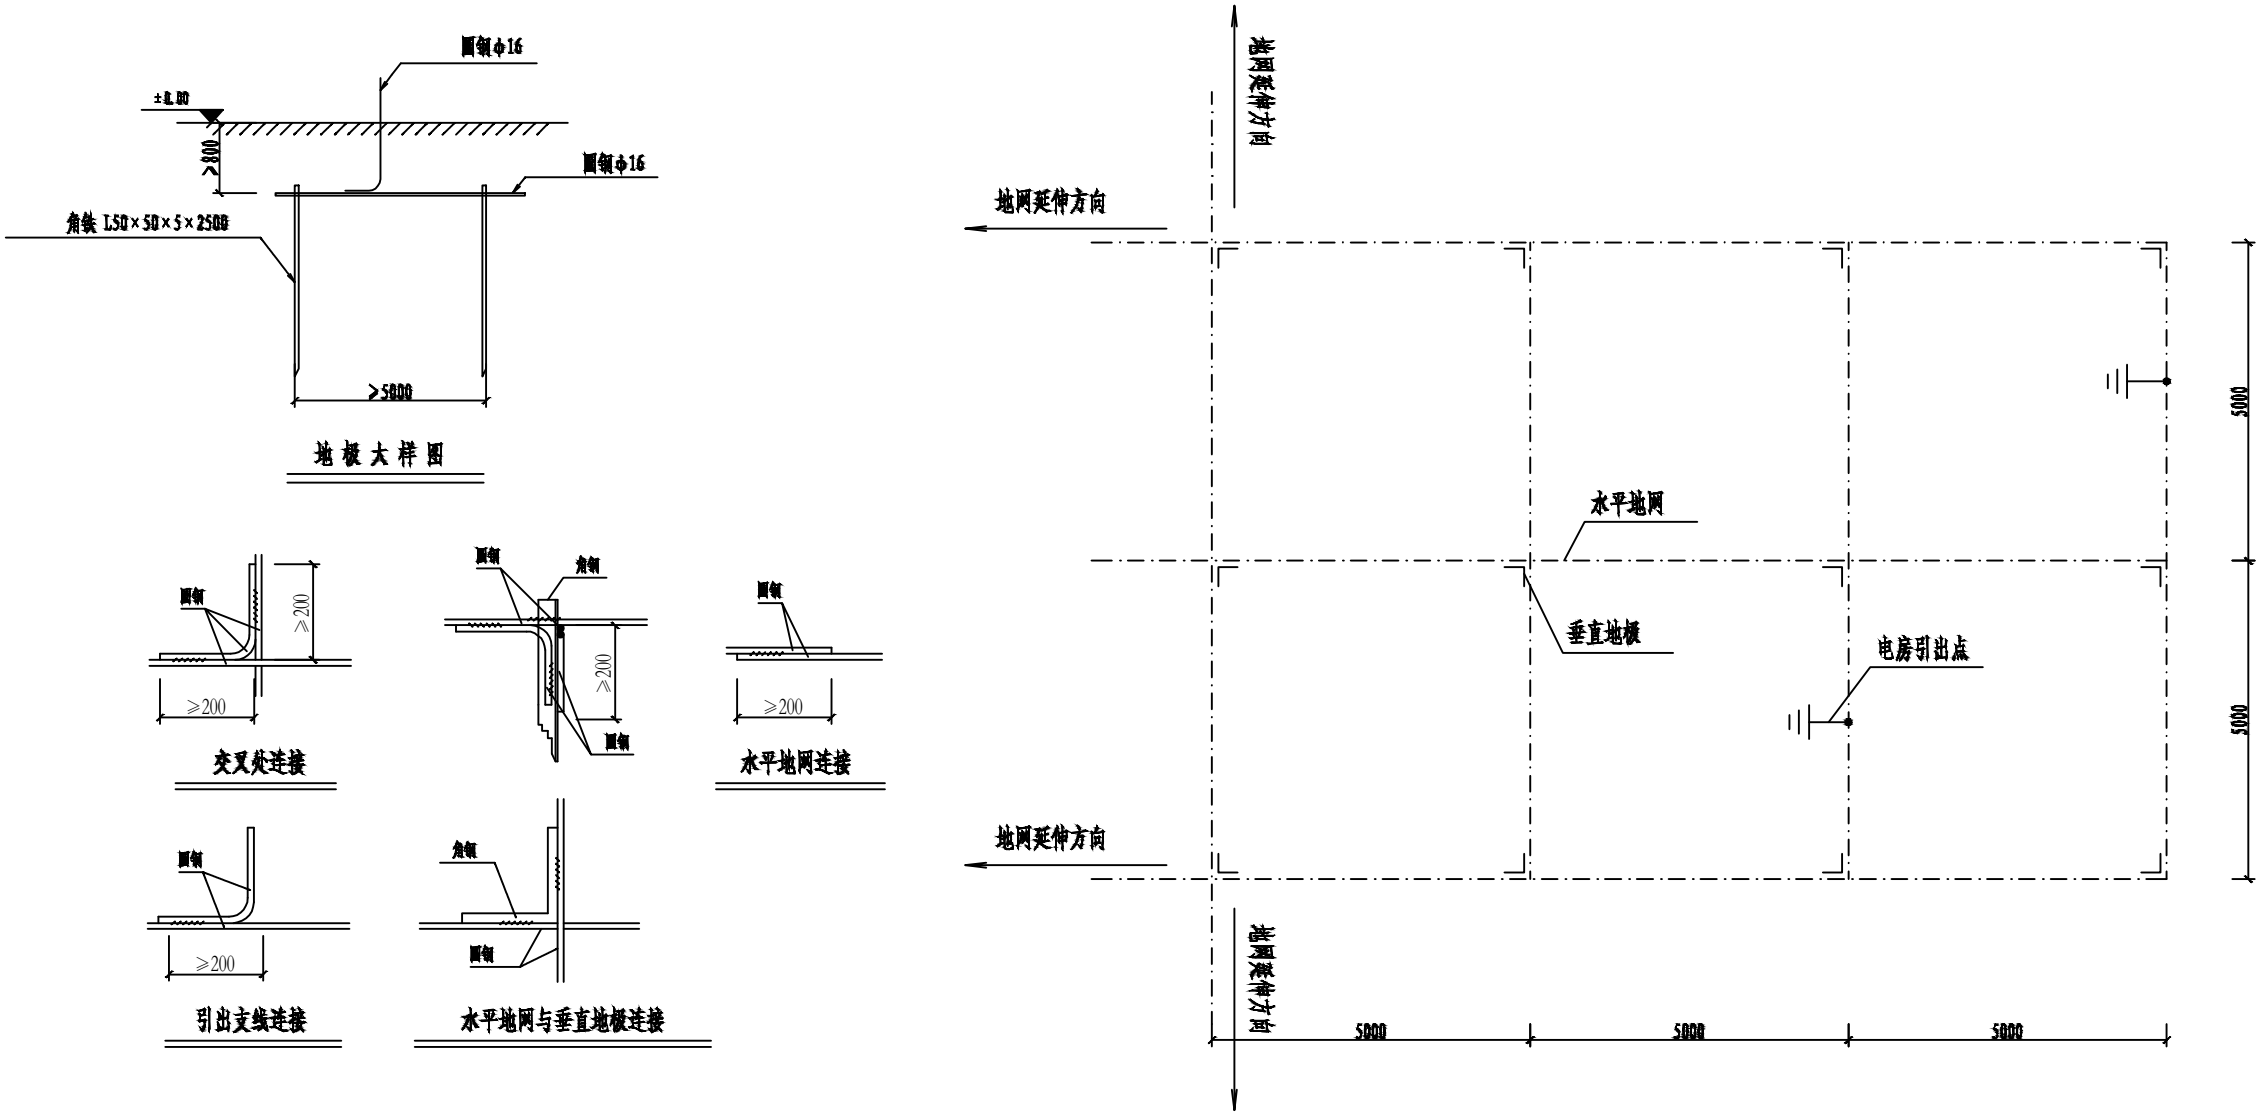 圆钢ф16
±0.00
≥800
圆钢ф16
角铁 L50×50×5×2500
≥5000
地极大样图
圆钢
≥200
≥200
交叉处连接
圆钢
角钢
≥200
圆钢
圆钢
≥200
水平地网连接
圆钢
≥200
引出支线连接
角钢
圆钢
水平地网与垂直地极连接
地网延伸方向
地网延伸方向
水平地网
垂直地极
电房引出点
5000
5000
地网延伸方向
地网延伸方向
5000
5000
5000